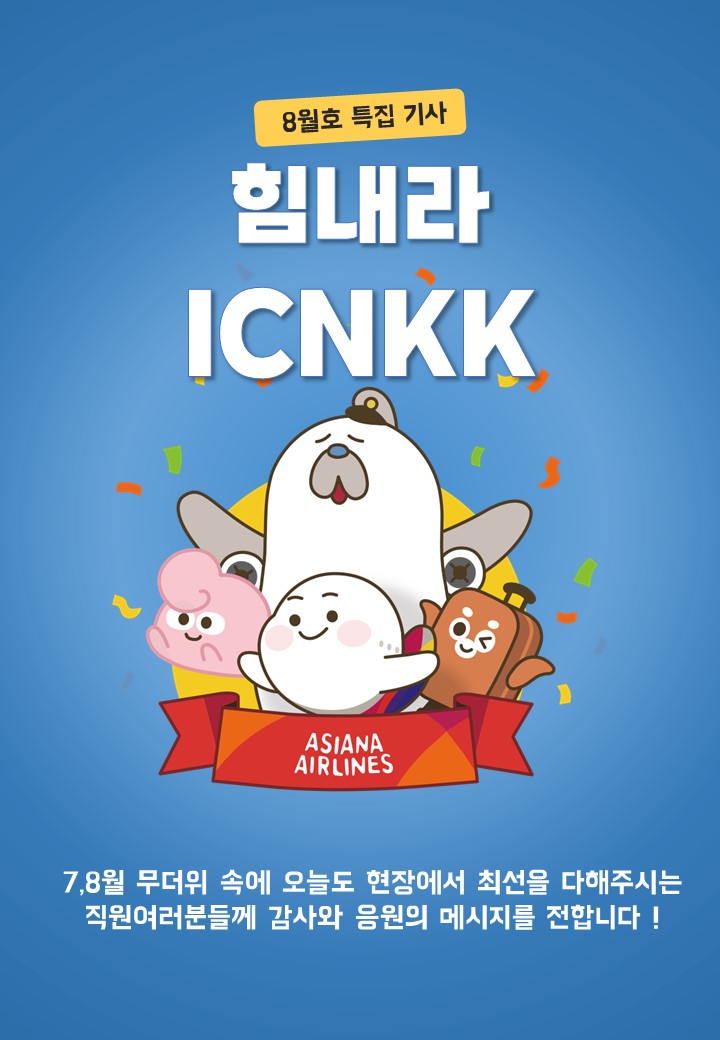 8월호 특집 기사
힘내라
ICNKK
ASIANA
AIRLINES
7,8월 무더위 속에 오늘도 현장에서 최선을 다해주시는
직원여러분들께 감사와 응원의 메시지를 전합니다 !